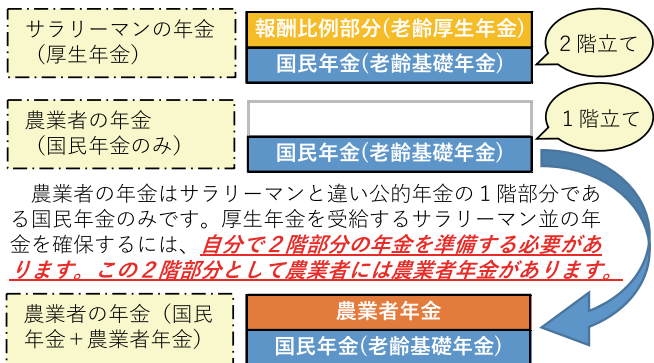 サラリーマンの年金
（厚生年金）
報酬比例部分(老齢厚生年金)
国民年金(老齢基礎年金)
２階立て
農業者の年金
（国民年金のみ）
国民年金(老齢基礎年金)
１階立て
農業者の年金はサラリーマンと違い公的年金の１階部分であ
る国民年金のみです。厚生年金を受給するサラリーマン並の年
金を確保するには、自分で２階部分の年金を準備する必要があ
ります。この２階部分として農業者には農業者年金があります。
農業者の年金（国民
年金＋農業者年金）
農業者年金
国民年金(老齢基礎年金)